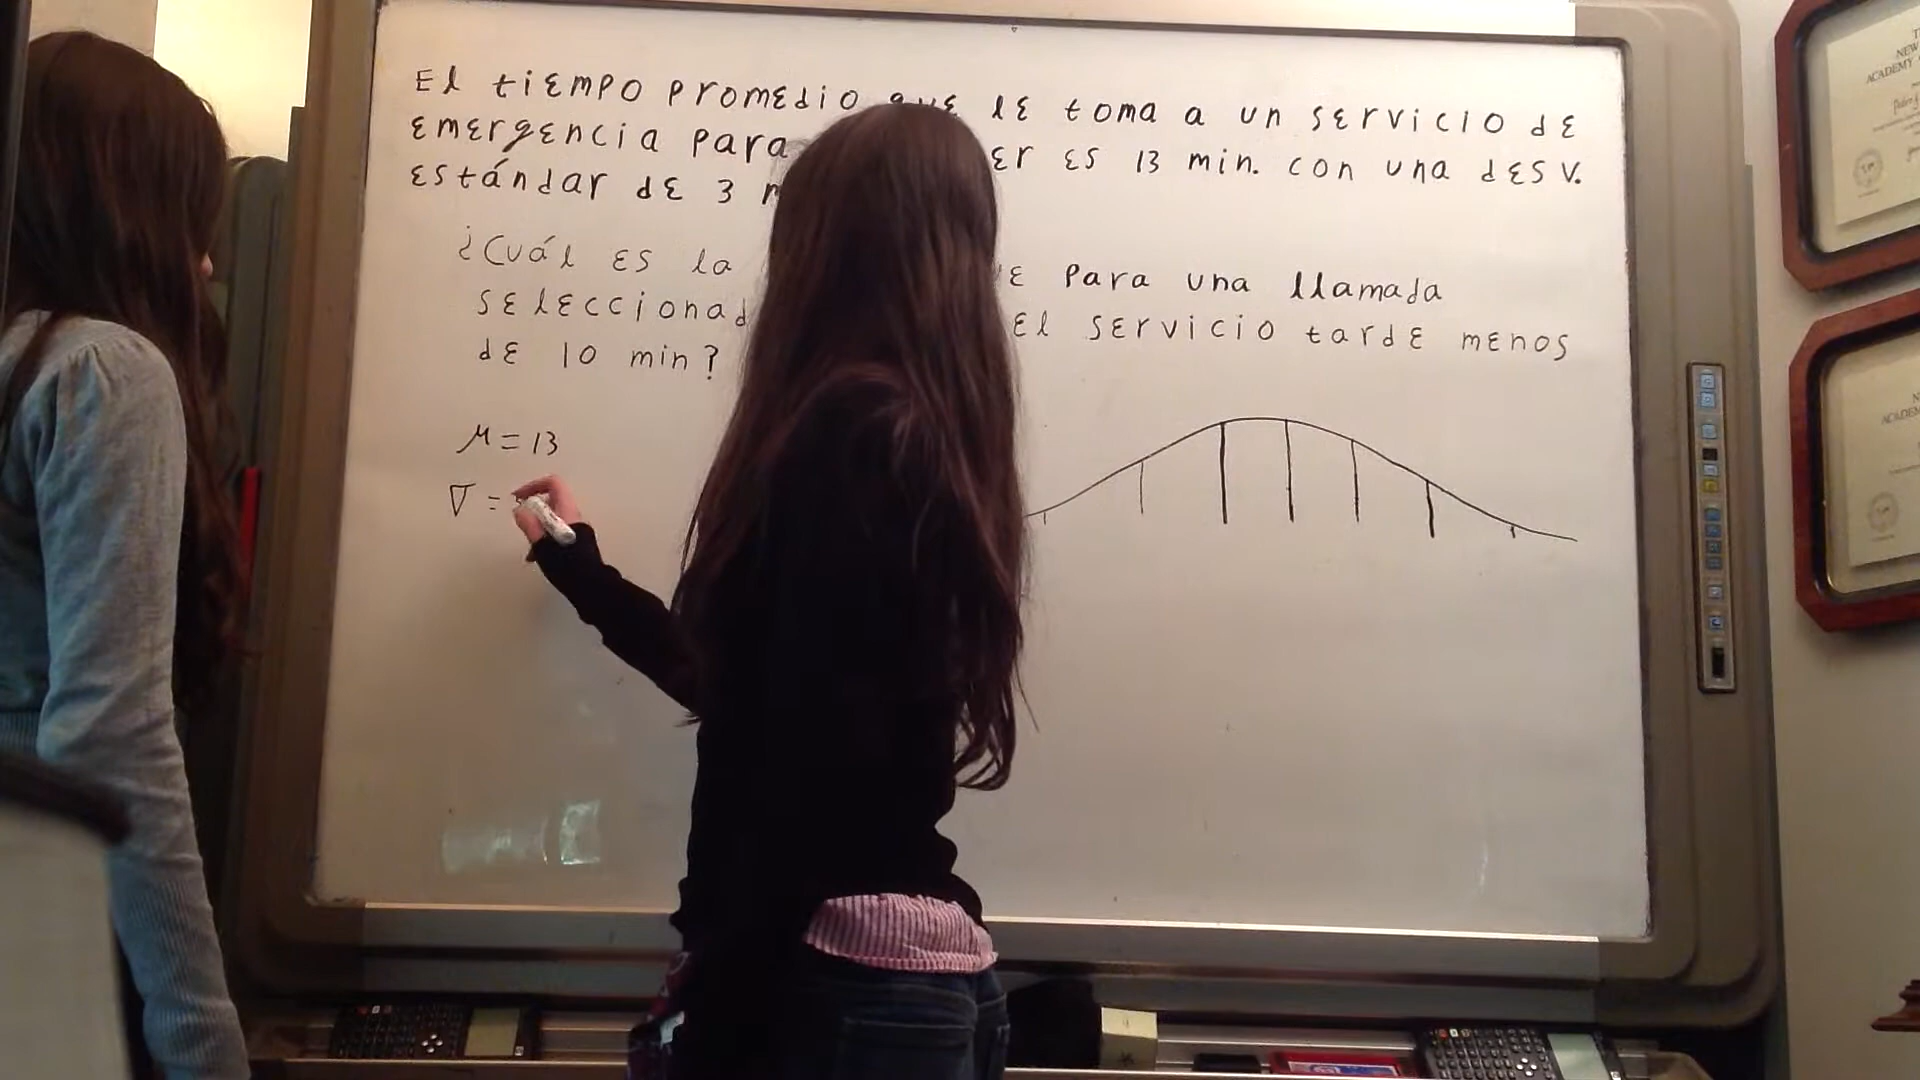 El tiempo promedio que le toma a un servicio de
emergencia para er es 13 min. con una desv.
estándar de 3
¿Cuál es la para una llamada
seleccionad el servicio tarde menos
de 10 min?
μ = 13
σ =
ACADEMY